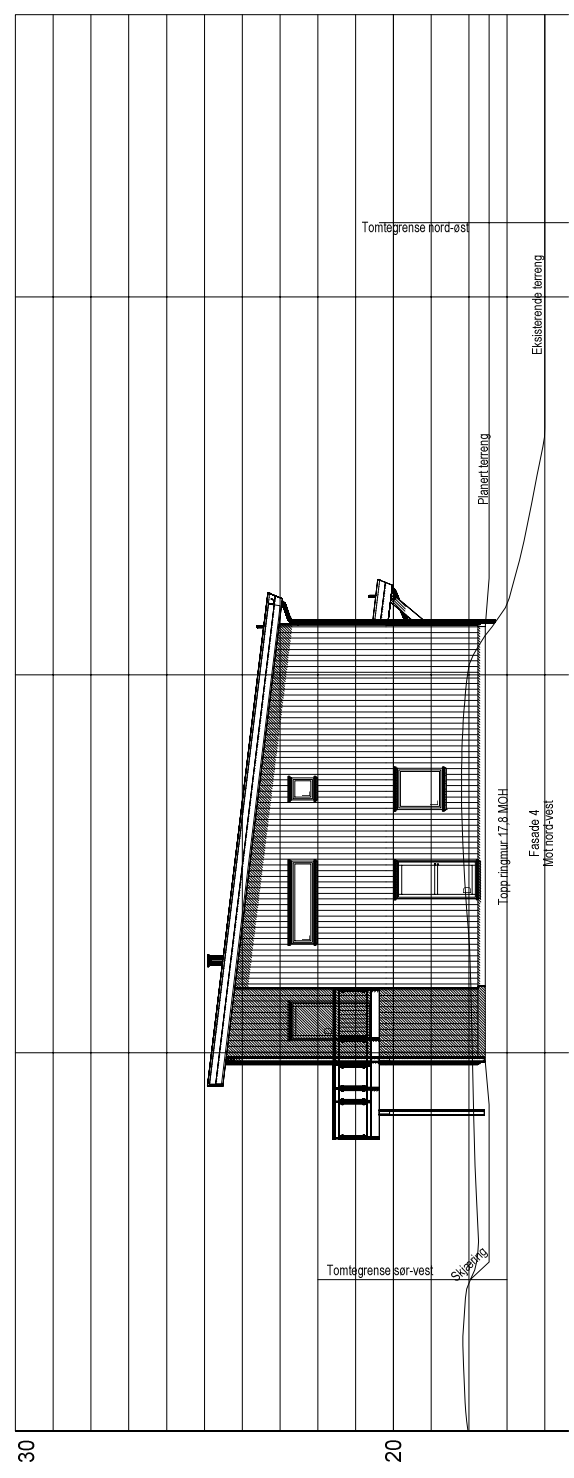 30
20
Tomtegrense sør-vest
Skjæring
Topp ringmur 17,8 MOH
Fasade 4
Mot nord-vest
Planert terreng
Eksisterende terreng
Tomtegrense nord-øst